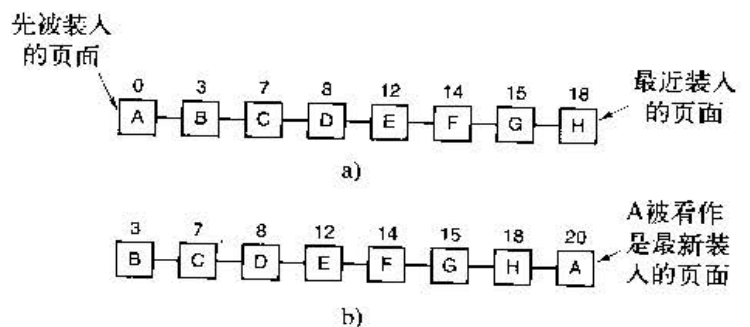 先被装入
的页面
0 3 7 8 12 14 15 18
A B C D E F G H
最近装入
的页面
a)
3 7 8 12 14 15 18 20
B C D E F G H A
A被看作
是最新装
入的页面
b)